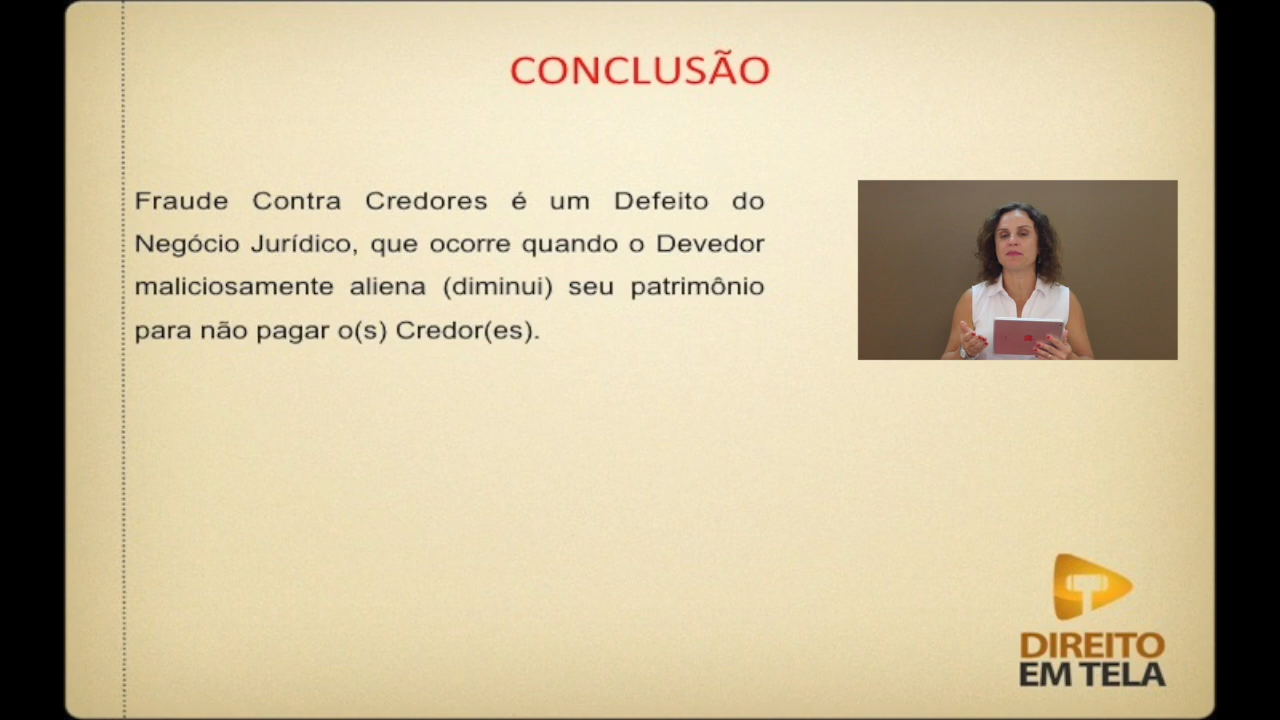 CONCLUSÃO
Fraude Contra Credores é um Defeito do
Negócio Jurídico, que ocorre quando o Devedor
maliciosamente aliena (diminui) seu patrimônio
para não pagar o(s) Credor(es).
DIREITO
EM TELA